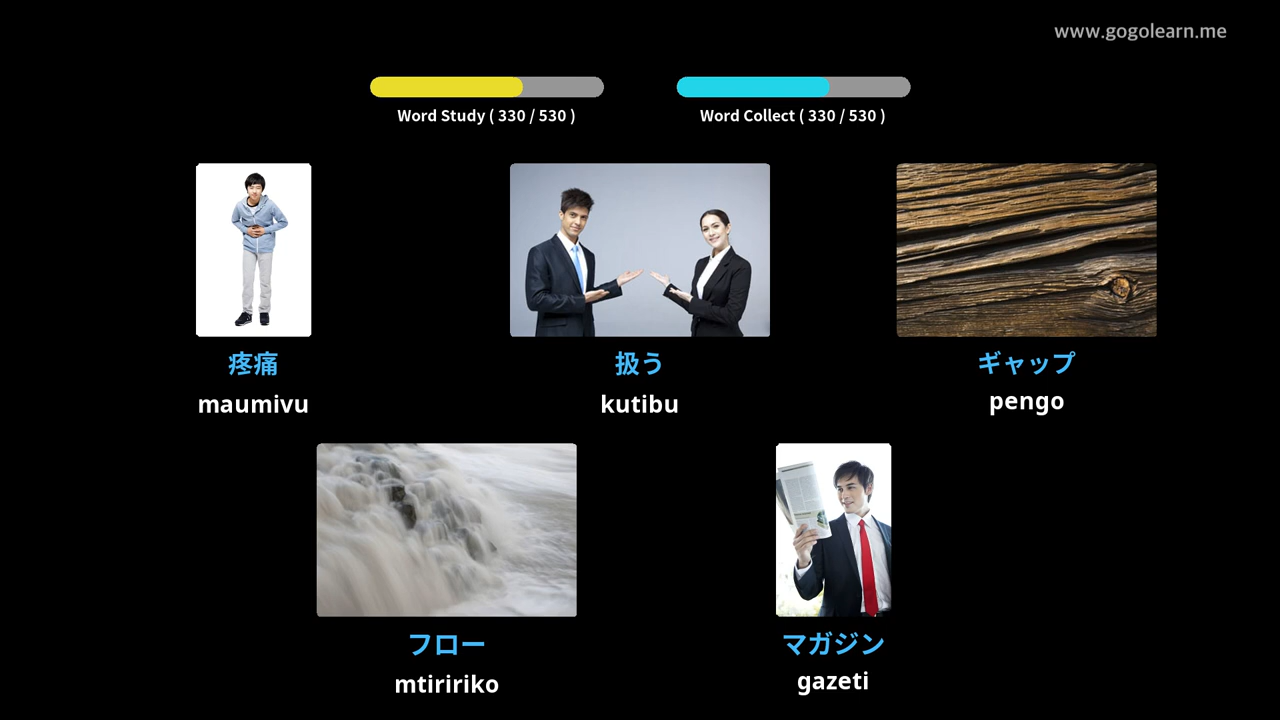 www.gogolearn.me
Word Study ( 330 / 530 )
Word Collect ( 330 / 530 )
疼痛
maumivu
扱う
kutibu
ギャップ
pengo
フロー
mtiririko
マガジン
gazeti